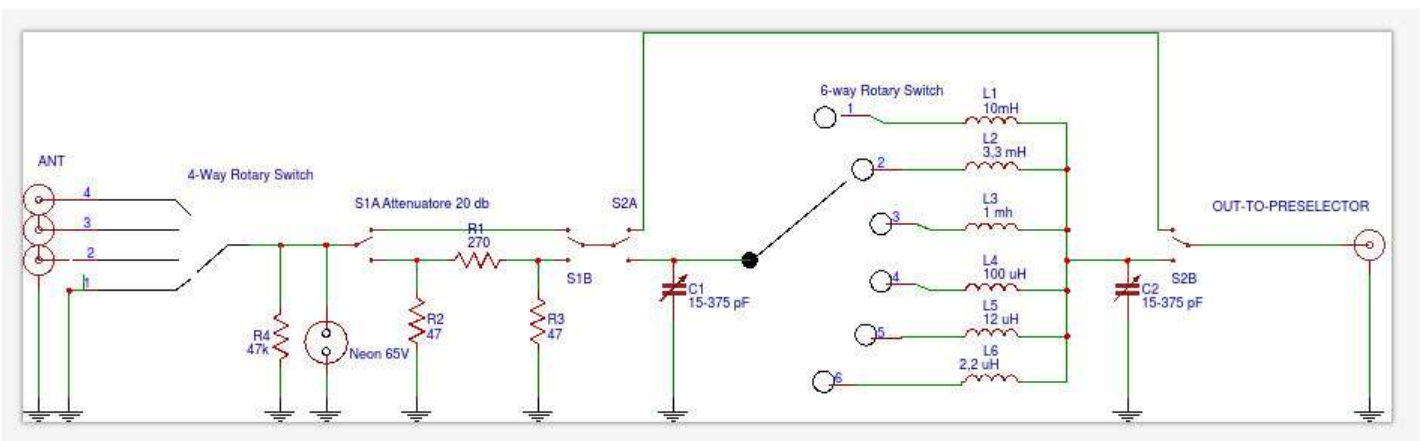 6-way Rotary Switch
L1
10mH
1
L2
3,3 mH
2
ANT
4-Way Rotary Switch
4
3
2
1
S1A Attenuatore 20 db
R1
270
S2A
S1B
L3
1 mh
3
OUT-TO-PRESELECTOR
L4
100 uH
4
S2B
C1
15-375 pF
C2
15-375 pF
L5
12 uH
5
R4
47k
Neon 65V
R2
47
R3
47
L6
2,2 uH
6